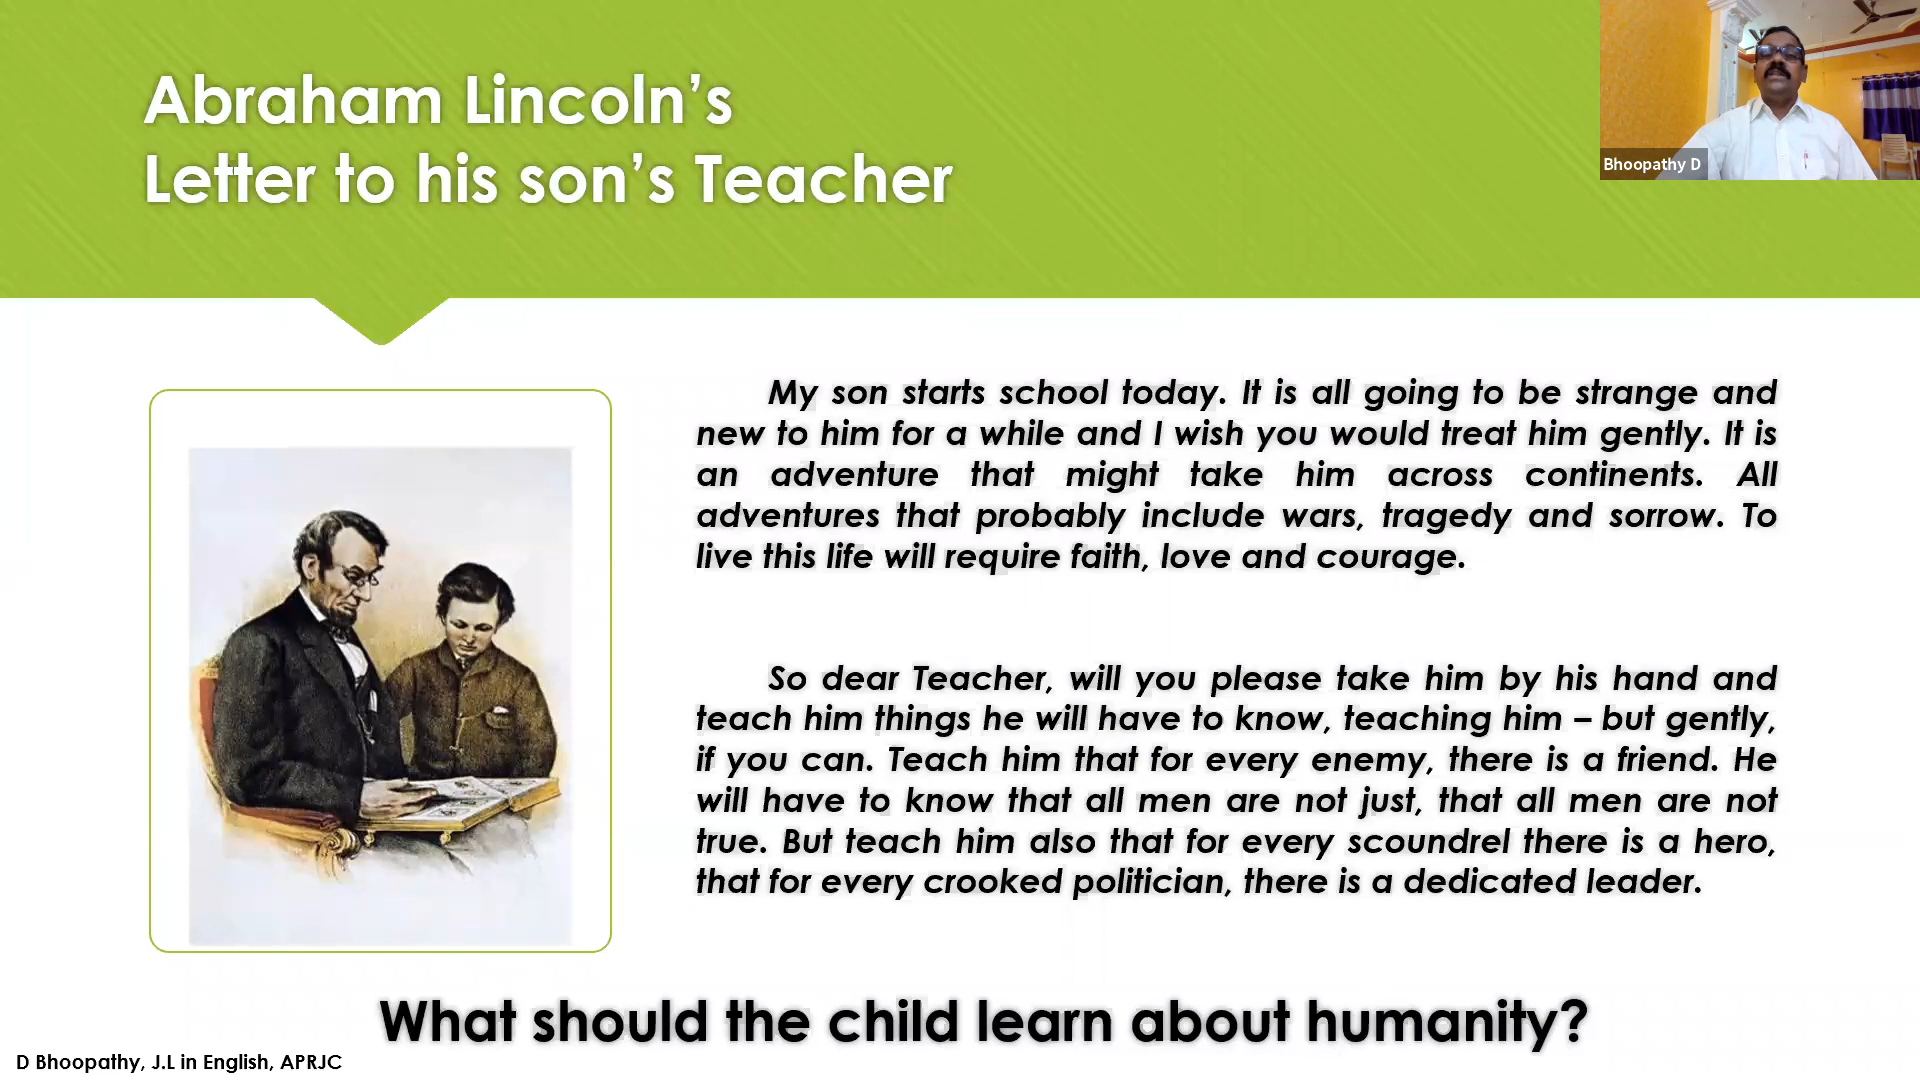 Abraham Lincoln’s
Letter to his son’s Teacher
Bhoopathy D
My son starts school today. It is all going to be strange and
new to him for a while and I wish you would treat him gently. It is
an adventure that might take him across continents. All
adventures that probably include wars, tragedy and sorrow. To
live this life will require faith, love and courage.
So dear Teacher, will you please take him by his hand and
teach him things he will have to know, teaching him – but gently,
if you can. Teach him that for every enemy, there is a friend. He
will have to know that all men are not just, that all men are not
true. But teach him also that for every scoundrel there is a hero,
that for every crooked politician, there is a dedicated leader.
What should the child learn about humanity?
D Bhoopathy, J.L in English, APRJC